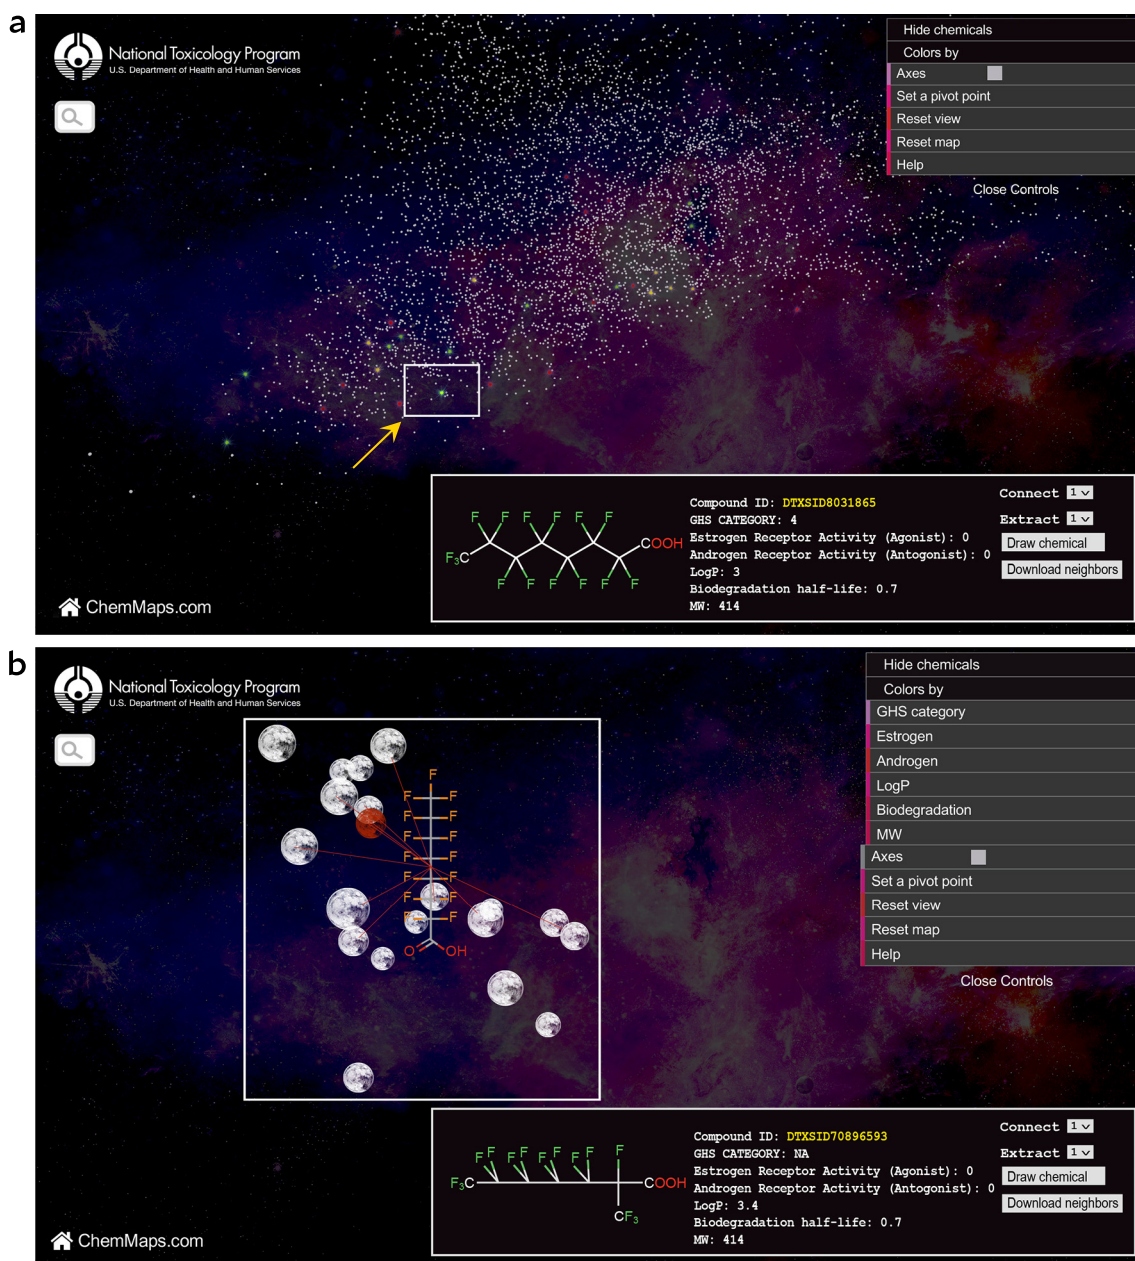 a
National Toxicology Program
U.S. Department of Health and Human Services
Hide chemicals
Colors by
Axes
Set a pivot point
Reset view
Reset map
Help
Close Controls
F F F F F F
F₃C COOH
F F F F F F
Compound ID: DTXSID8031865
GHS CATEGORY: 4
Estrogen Receptor Activity (Agonist): 0
Androgen Receptor Activity (Antogonist): 0
LogP: 3
Biodegradation half-life: 0.7
MW: 414
Connect 1
Extract 1
Draw chemical
Download neighbors
ChemMaps.com
b
National Toxicology Program
U.S. Department of Health and Human Services
Hide chemicals
Colors by
GHS category
Estrogen
Androgen
LogP
Biodegradation
MW
Axes
Set a pivot point
Reset view
Reset map
Help
Close Controls
F
F F
F F
F F
F F
F F
F F
F F
O OH
F F F F F F F F F
F₃C COOH
CF₃
Compound ID: DTXSID70896593
GHS CATEGORY: NA
Estrogen Receptor Activity (Agonist): 0
Androgen Receptor Activity (Antogonist): 0
LogP: 3.4
Biodegradation half-life: 0.7
MW: 414
Connect 1
Extract 1
Draw chemical
Download neighbors
ChemMaps.com